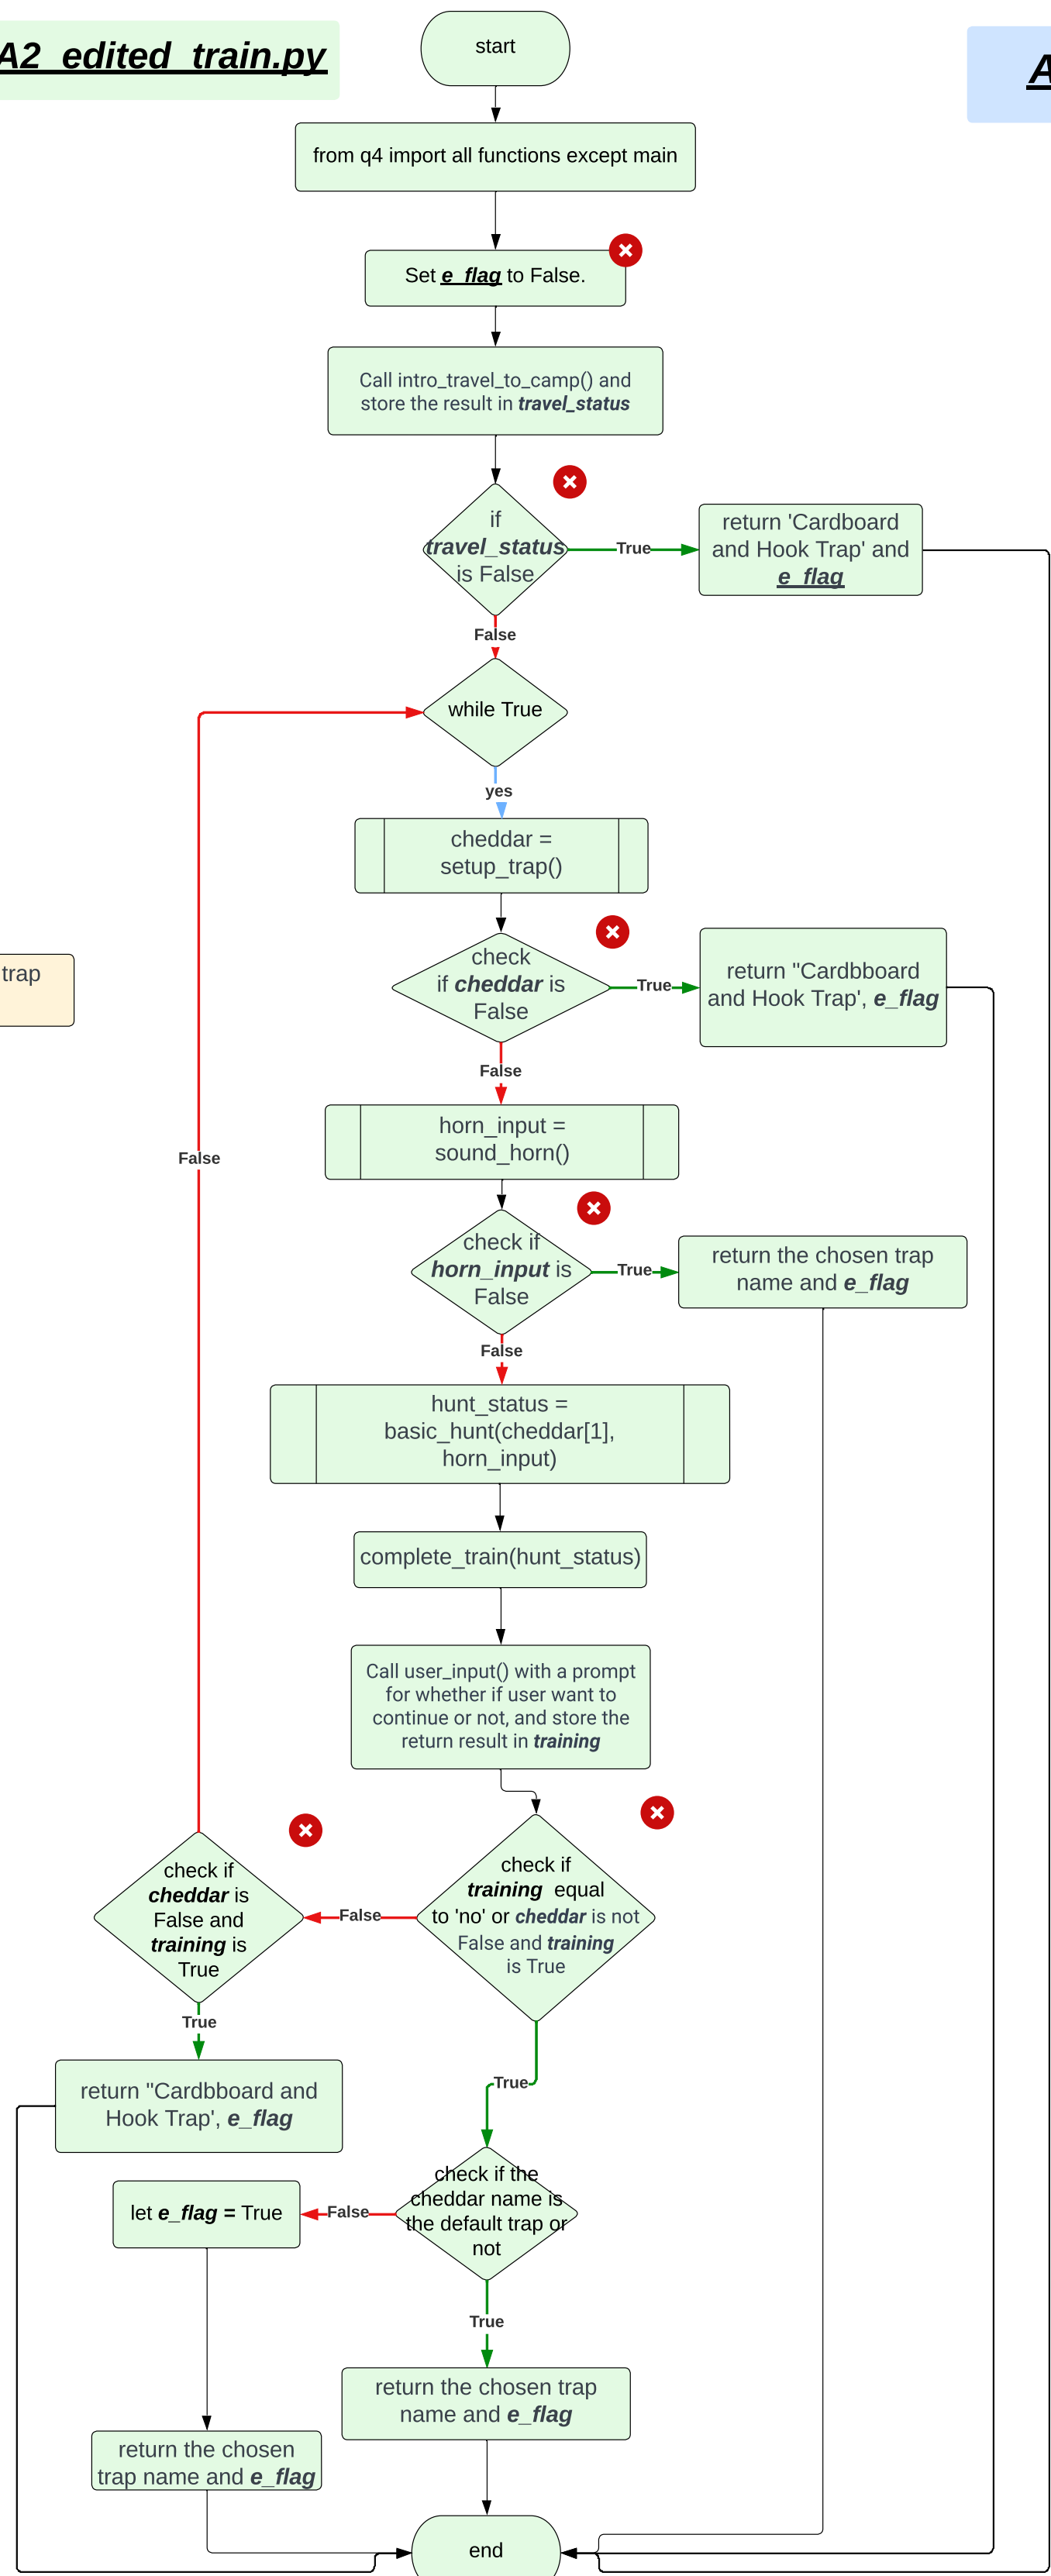 A2_edited_train.py
start
A
from q4 import all functions except main
Set e_flag to False.
Call intro_travel_to_camp() and
store the result in travel_status
if
travel_status
is False
True
return 'Cardboard
and Hook Trap' and
e_flag
False
while True
yes
cheddar =
setup_trap()
trap
check
if cheddar is
False
True
return "Cardbboard
and Hook Trap', e_flag
False
horn_input =
sound_horn()
False
check if
horn_input is
False
True
return the chosen trap
name and e_flag
False
hunt_status =
basic_hunt(cheddar[1],
horn_input)
complete_train(hunt_status)
Call user_input() with a prompt
for whether if user want to
continue or not, and store the
return result in training
check if
training equal
to 'no' or cheddar is not
False and training
is True
False
check if
cheddar is
False and
training is
True
True
return "Cardbboard and
Hook Trap', e_flag
True
check if the
cheddar name is
the default trap or
not
False
let e_flag = True
True
return the chosen trap
name and e_flag
return the chosen
trap name and e_flag
end